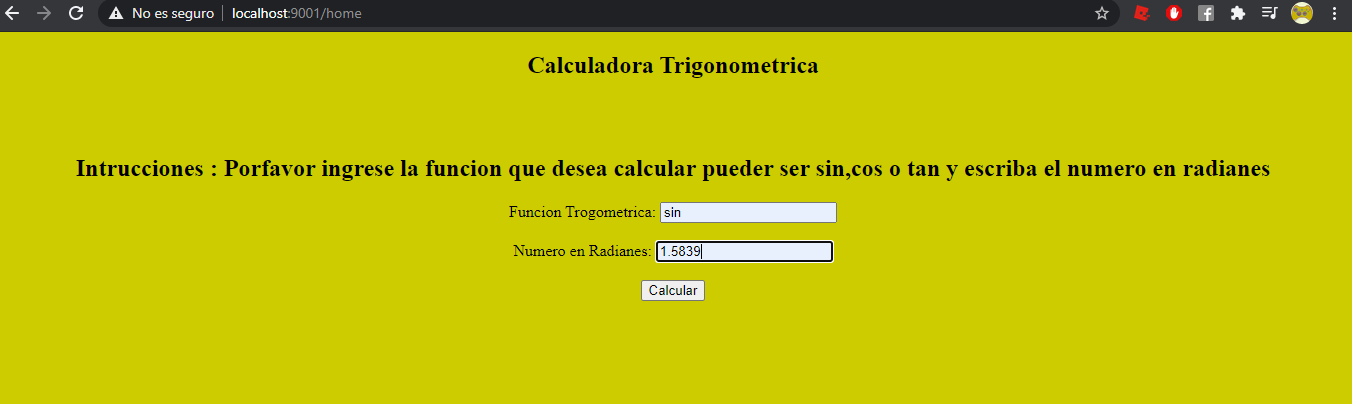 No es seguro localhost:9001/home
Calculadora Trigonometrica
Intrucciones : Porfavor ingrese la funcion que desea calcular pueder ser sin,cos o tan y escriba el numero en radianes
Funcion Trogometrica: sin
Numero en Radianes: 1.5839
Calcular